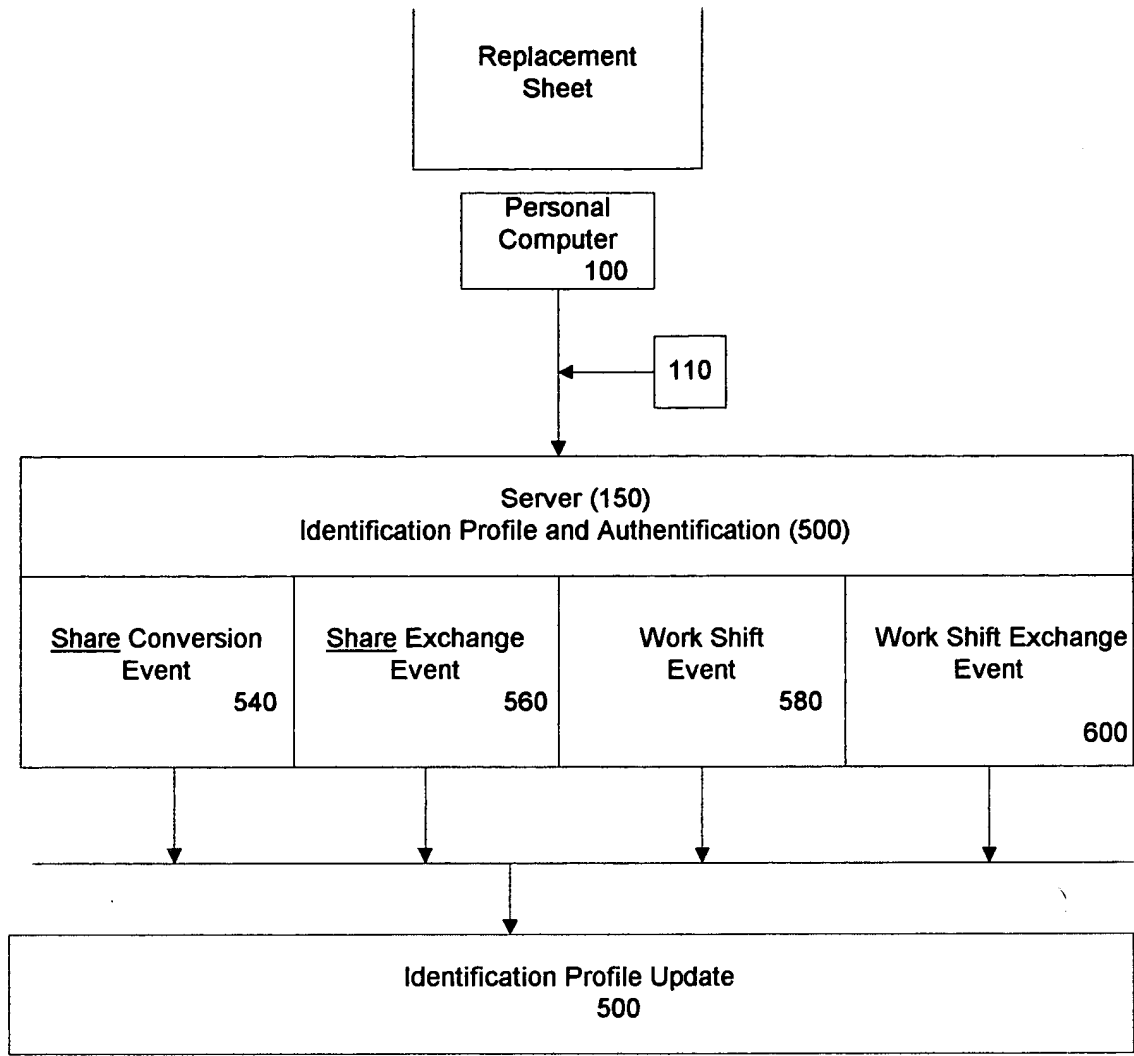 Replacement
Sheet
Personal
Computer
100
110
Server (150)
Identification Profile and Authentification (500)
Share Conversion
Event
540
Share Exchange
Event
560
Work Shift
Event
580
Work Shift Exchange
Event
600
Identification Profile Update
500